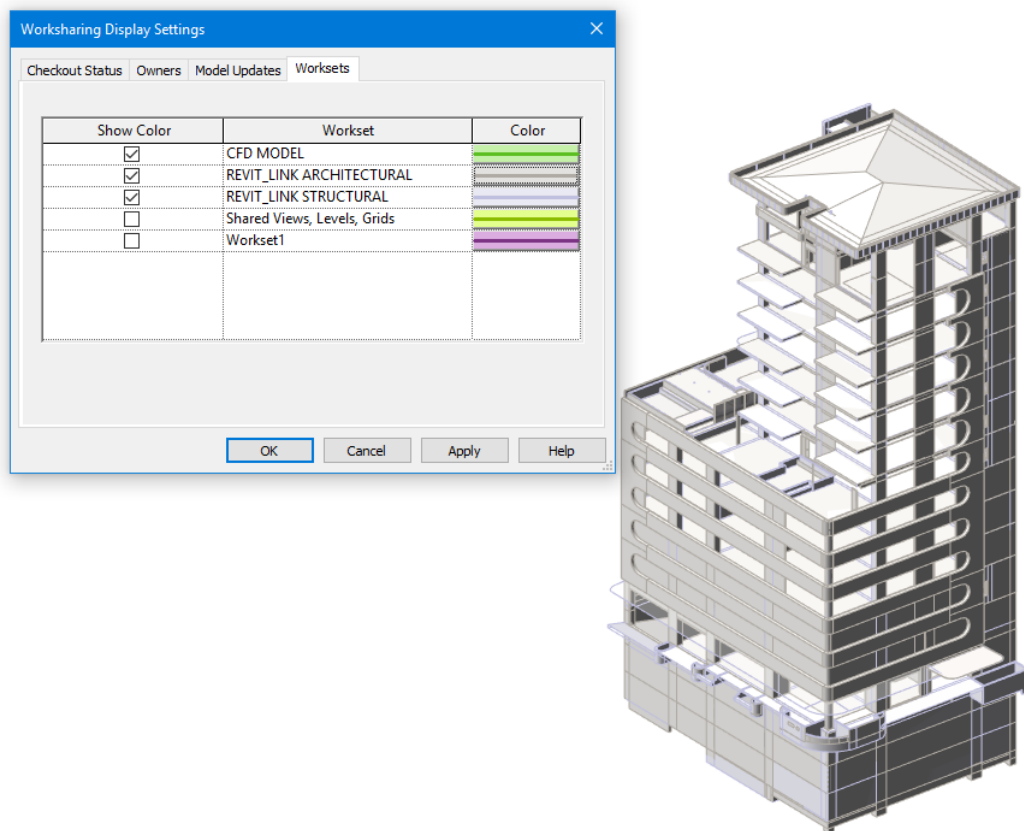 Worksharing Display Settings
Checkout Status Owners Model Updates Worksets
Show Color Workset Color
CFD MODEL
REVIT_LINK ARCHITECTURAL
REVIT_LINK STRUCTURAL
Shared Views, Levels, Grids
Workset1
OK Cancel Apply Help